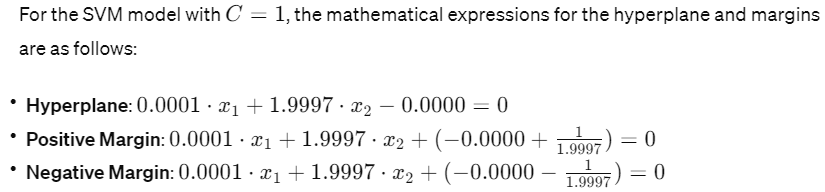 For the SVM model with C = 1, the mathematical expressions for the hyperplane and margins
are as follows:
• Hyperplane: 0.0001 · x₁ + 1.9997 · x₂ − 0.0000 = 0
• Positive Margin: 0.0001 · x₁ + 1.9997 · x₂ + (−0.0000 + 1/1.9997) = 0
• Negative Margin: 0.0001 · x₁ + 1.9997 · x₂ + (−0.0000 − 1/1.9997) = 0